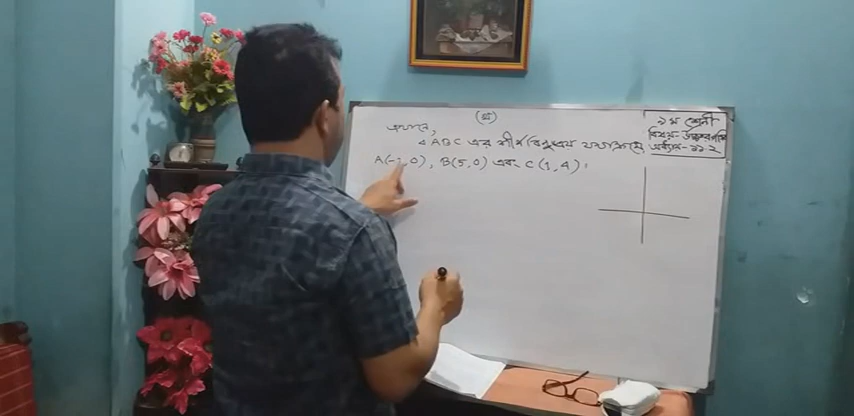 (খ)
এখানে,
△ABC এর শীর্ষবিন্দুত্রয় যথাক্রমে
A(-1,0), B(5,0) এবং C(1,4)।
৯ম শ্রেণী
বিষয়- উচ্চতর গণিত
অধ্যায়-১১.২